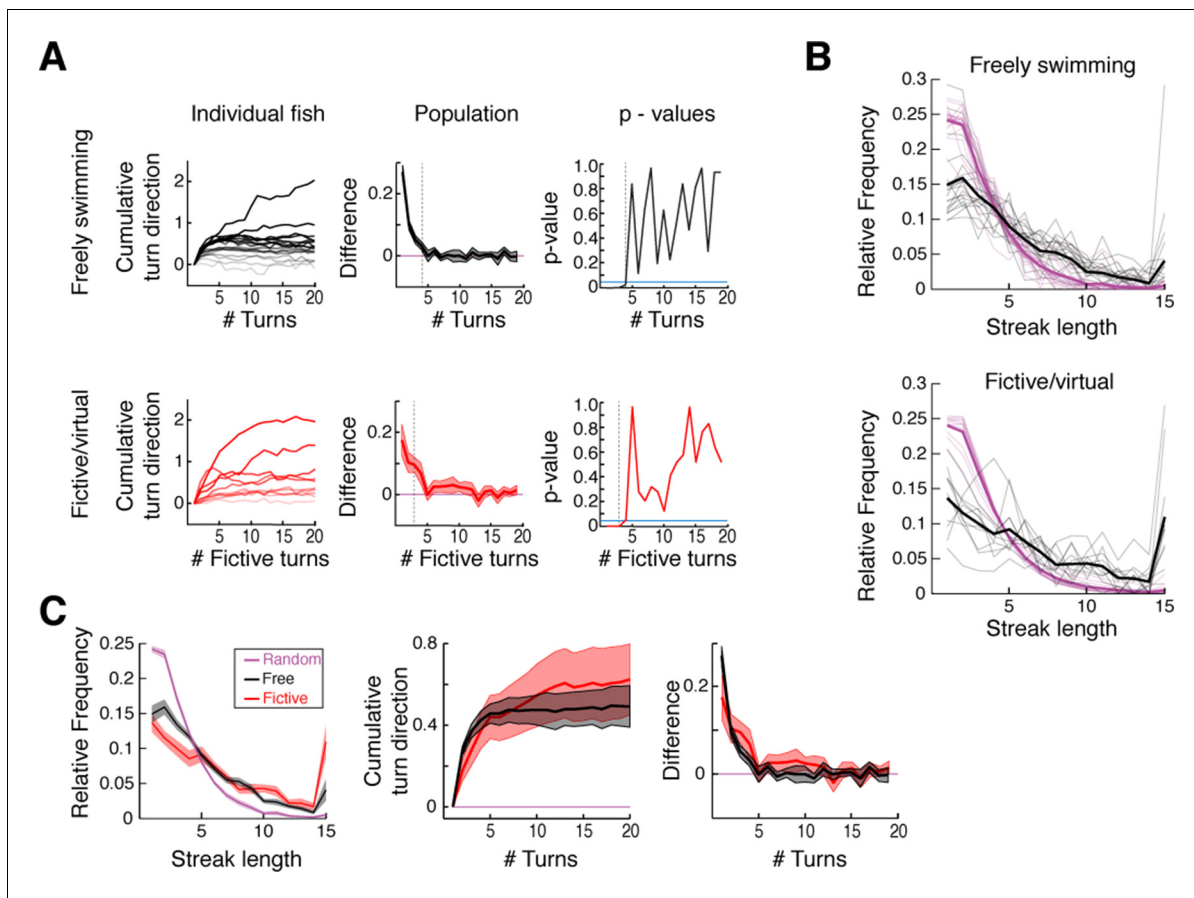 A
B
Individual fish
Population
p - values
Freely swimming
Cumulative
turn direction
2
1
0
0 5 10 15 20
# Turns
Difference
0.2
0
5 10 15 20
# Turns
p-value
1.0
0.8
0.6
0.4
0.2
0
5 10 15 20
# Turns
Freely swimming
Relative Frequency
0.3
0.25
0.2
0.15
0.1
0.05
0
5 10 15
Streak length
Fictive/virtual
Cumulative
turn direction
2
1
0
0 5 10 15 20
# Fictive turns
Difference
0.2
0
5 10 15 20
# Fictive turns
p-value
1.0
0.8
0.6
0.4
0.2
0
5 10 15 20
# Fictive turns
Fictive/virtual
Relative Frequency
0.3
0.25
0.2
0.15
0.1
0.05
0
5 10 15
Streak length
C
Relative Frequency
0.25
0.2
0.15
0.1
0.05
0
5 10 15
Streak length
Random
Free
Fictive
Cumulative
turn direction
0.8
0.4
0
5 10 15 20
# Turns
Difference
0.2
0
5 10 15 20
# Turns